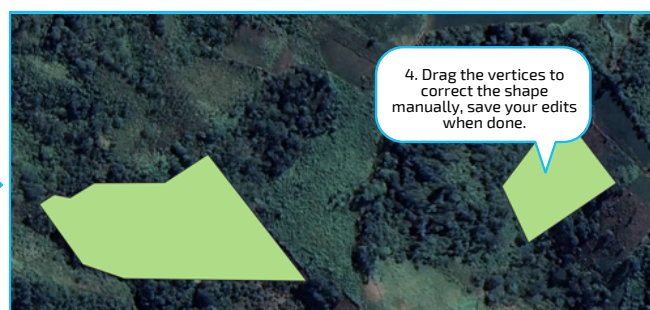 4. Drag the vertices to
correct the shape
manually, save your edits
when done.